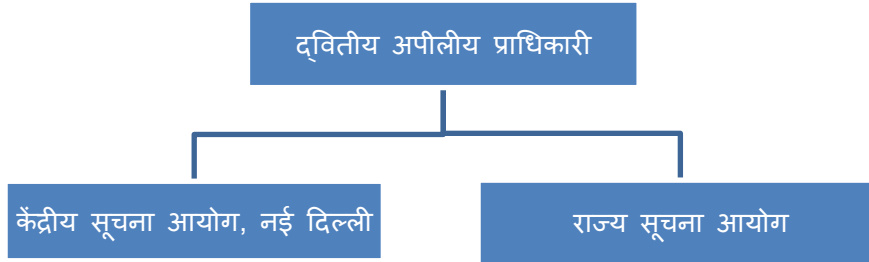 द्वितीय अपीलीय प्राधिकारी
केंद्रीय सूचना आयोग, नई दिल्ली
राज्य सूचना आयोग